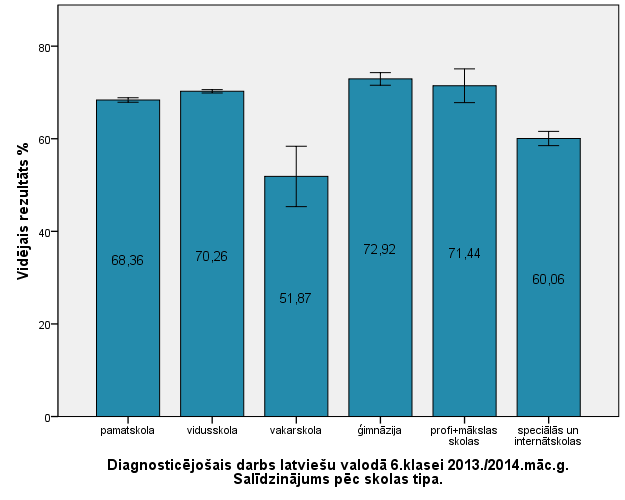 Vidējais rezultāts %
80
60
40
20
0
68,36
70,26
51,87
72,92
71,44
60,06
pamatskola
vidusskola
vakarskola
ģimnāzija
profi+mākslas
skolas
speciālās un
internātskolas
Diagnosticējošais darbs latviešu valodā 6.klasei 2013./2014.māc.g.
Salīdzinājums pēc skolas tipa.